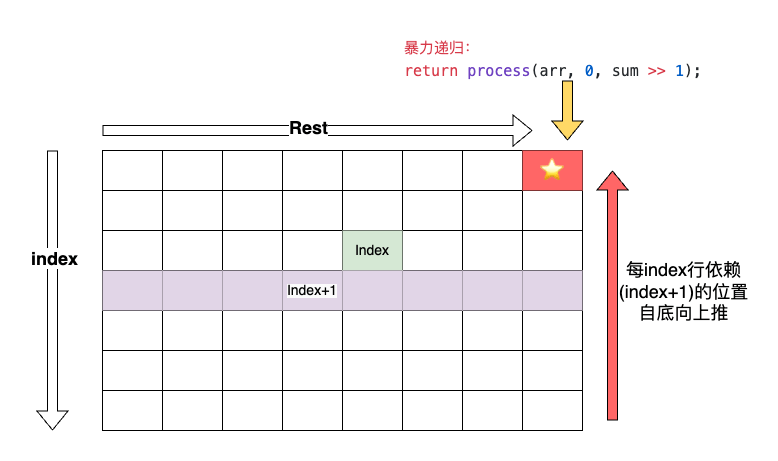 暴力递归：
return process(arr, 0, sum >> 1);
Rest
index
Index
Index+1
每index行依赖
(index+1)的位置
自底向上推